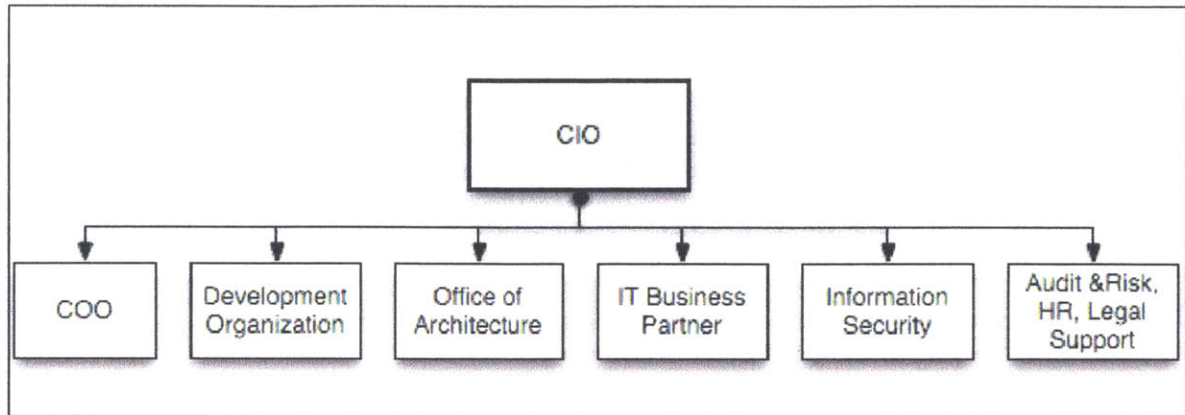 CIO
COO
Development
Organization
Office of
Architecture
IT Business
Partner
Information
Security
Audit &Risk,
HR, Legal
Support